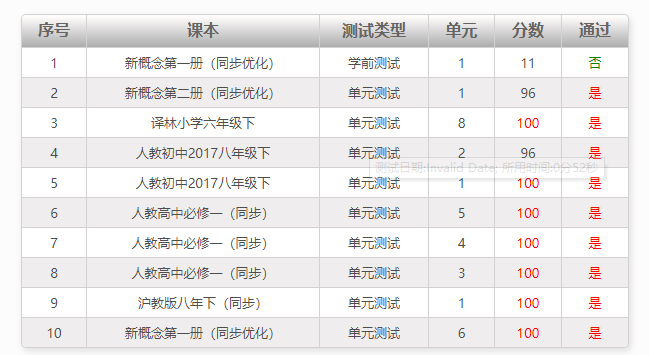 序号 课本 测试类型 单元 分数 通过
1 新概念第一册（同步优化） 学前测试 1 11 否
2 新概念第二册（同步优化） 单元测试 1 96 是
3 译林小学六年级下 单元测试 8 100 是
4 人教初中2017八年级下 单元测试 2 96 是
测试日期:Invalid Date; 所用时间:0分52秒
5 人教初中2017八年级下 单元测试 1 100 是
6 人教高中必修一（同步） 单元测试 5 100 是
7 人教高中必修一（同步） 单元测试 4 100 是
8 人教高中必修一（同步） 单元测试 3 100 是
9 沪教版八年下（同步） 单元测试 1 100 是
10 新概念第一册（同步优化） 单元测试 6 100 是